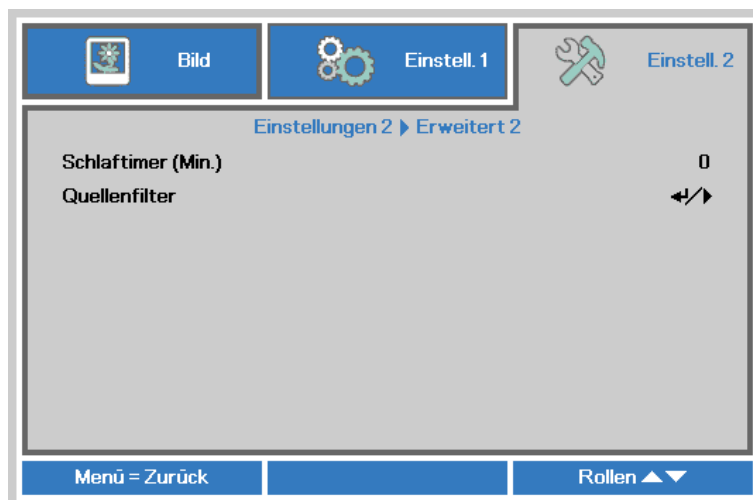 Bild
Einstell. 1
Einstell. 2
Einstellungen 2 ▶ Erweitert 2
Schlaftimer (Min.) 0
Quellenfilter ↵/▶
Menü = Zurück
Rollen ▲▼